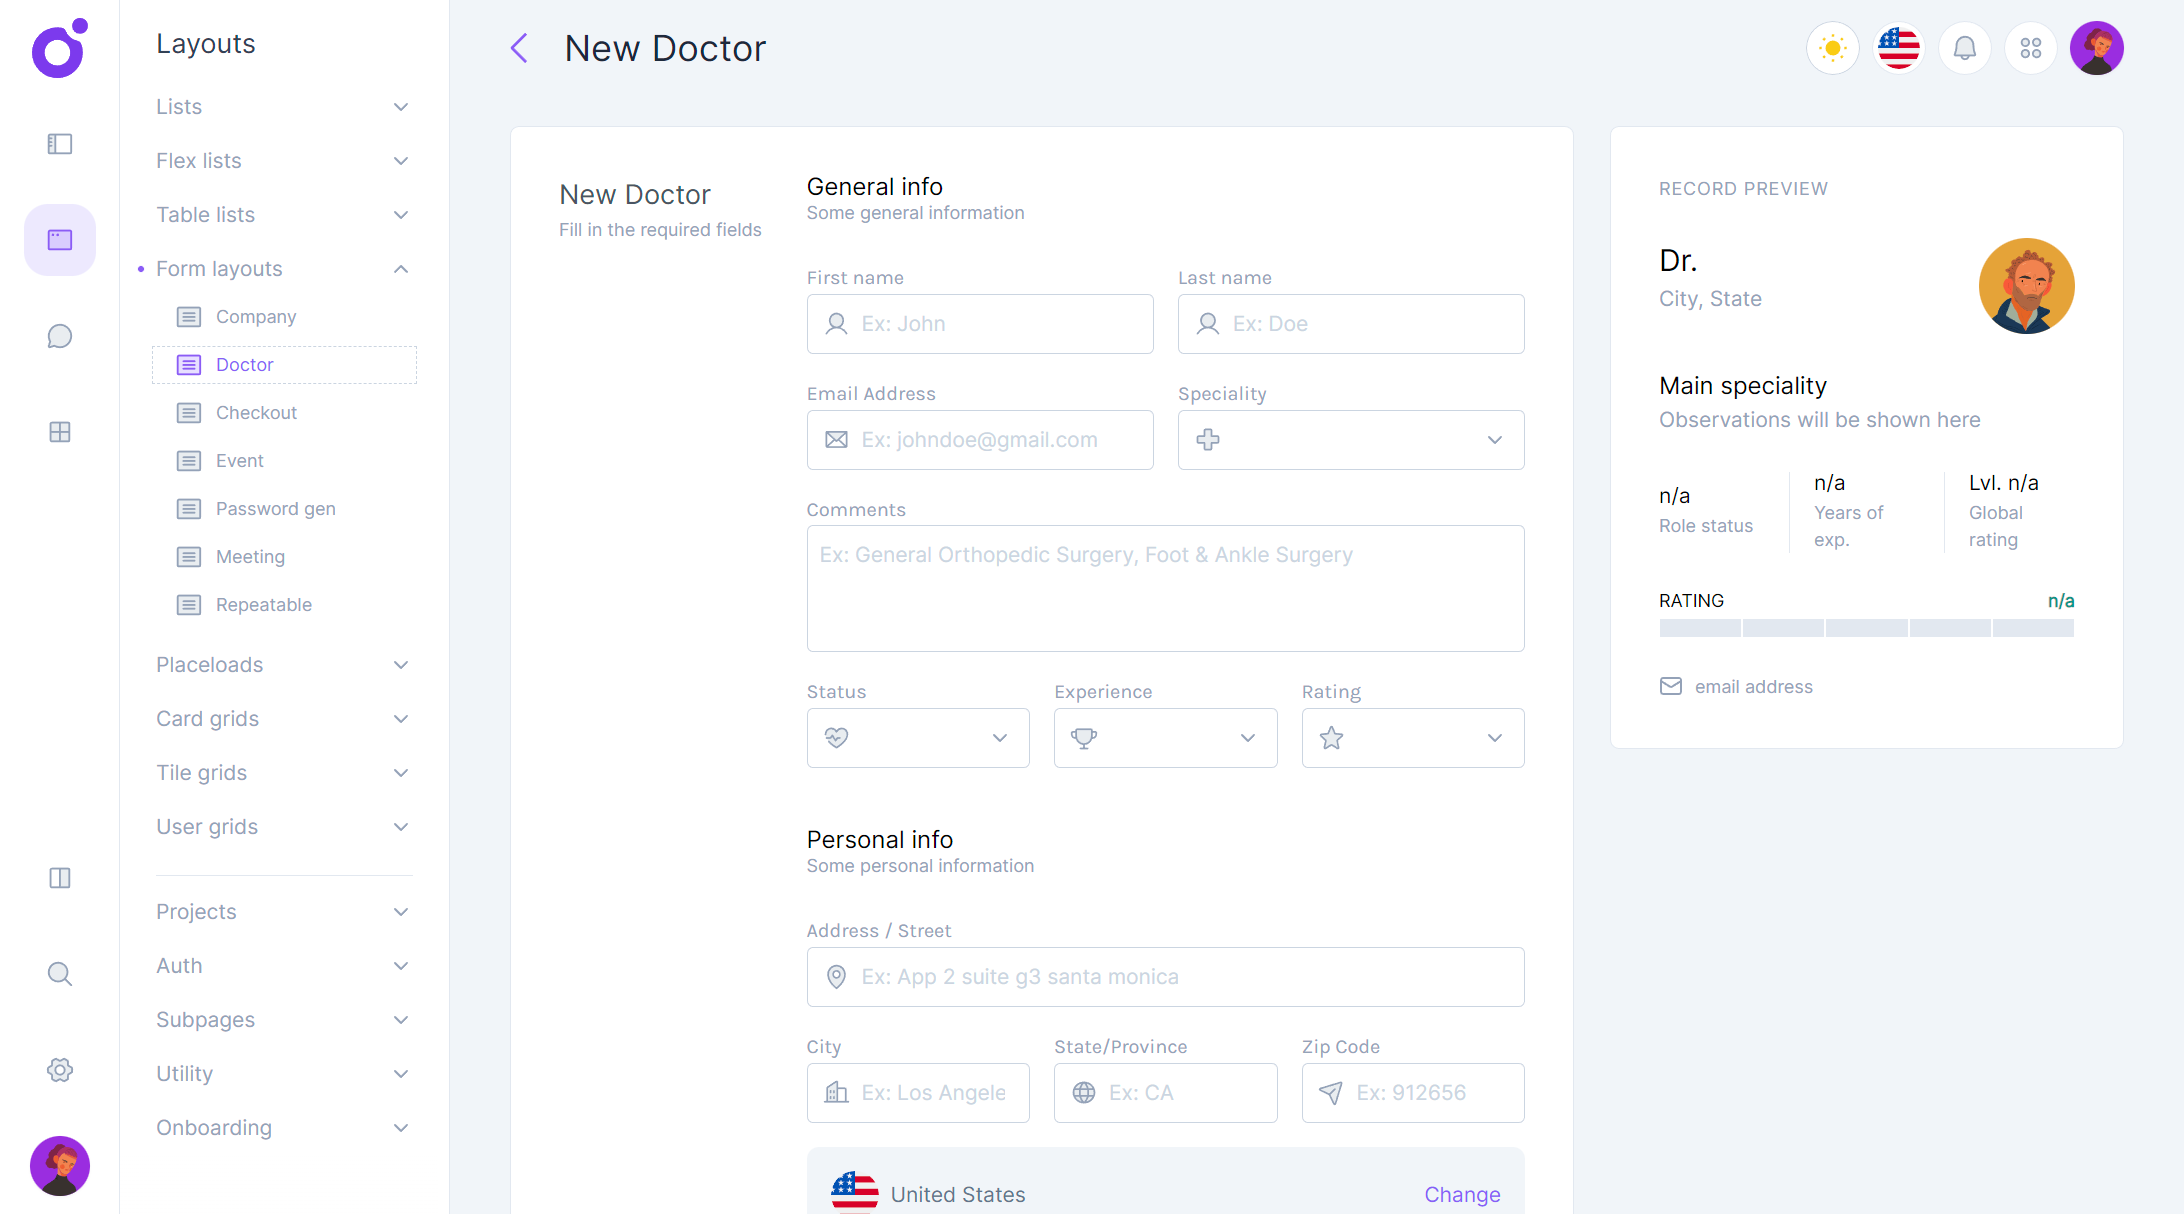 Layouts
Lists
Flex lists
Table lists
Form layouts
Company
Doctor
Checkout
Event
Password gen
Meeting
Repeatable
Placeloads
Card grids
Tile grids
User grids
Projects
Auth
Subpages
Utility
Onboarding
New Doctor
New Doctor
Fill in the required fields
General info
Some general information
First name
Last name
Ex: John
Ex: Doe
Email Address
Speciality
Ex: johndoe@gmail.com
Comments
Ex: General Orthopedic Surgery, Foot & Ankle Surgery
Status
Experience
Rating
Personal info
Some personal information
Address / Street
Ex: App 2 suite g3 santa monica
City
State/Province
Zip Code
Ex: Los Angele
Ex: CA
Ex: 912656
United States
Change
RECORD PREVIEW
Dr.
City, State
Main speciality
Observations will be shown here
n/a
Role status
n/a
Years of
exp.
Lvl. n/a
Global
rating
RATING
n/a
email address